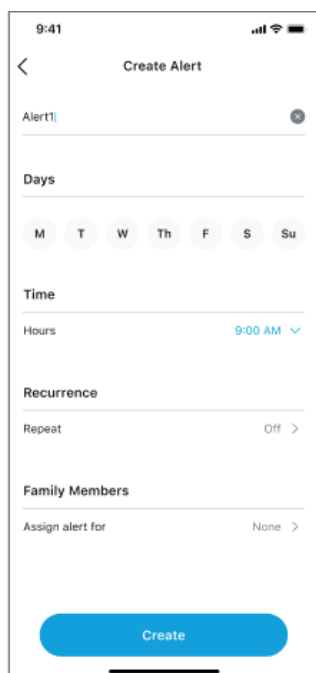 9:41
Create Alert
Alert1
Days
M T W Th F S Su
Time
Hours 9:00 AM
Recurrence
Repeat Off
Family Members
Assign alert for None
Create